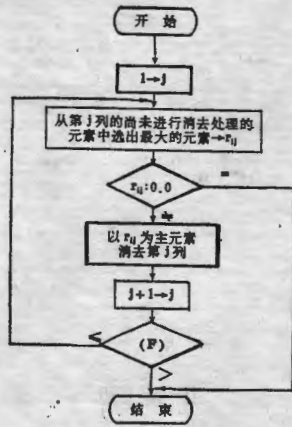 开始
1→j
从第j列的尚未进行消去处理的
元素中选出最大的元素→rij
rij:0.0
=
≠
以rij为主元素
消去第j列
j+1→j
≤
(F)
>
结束